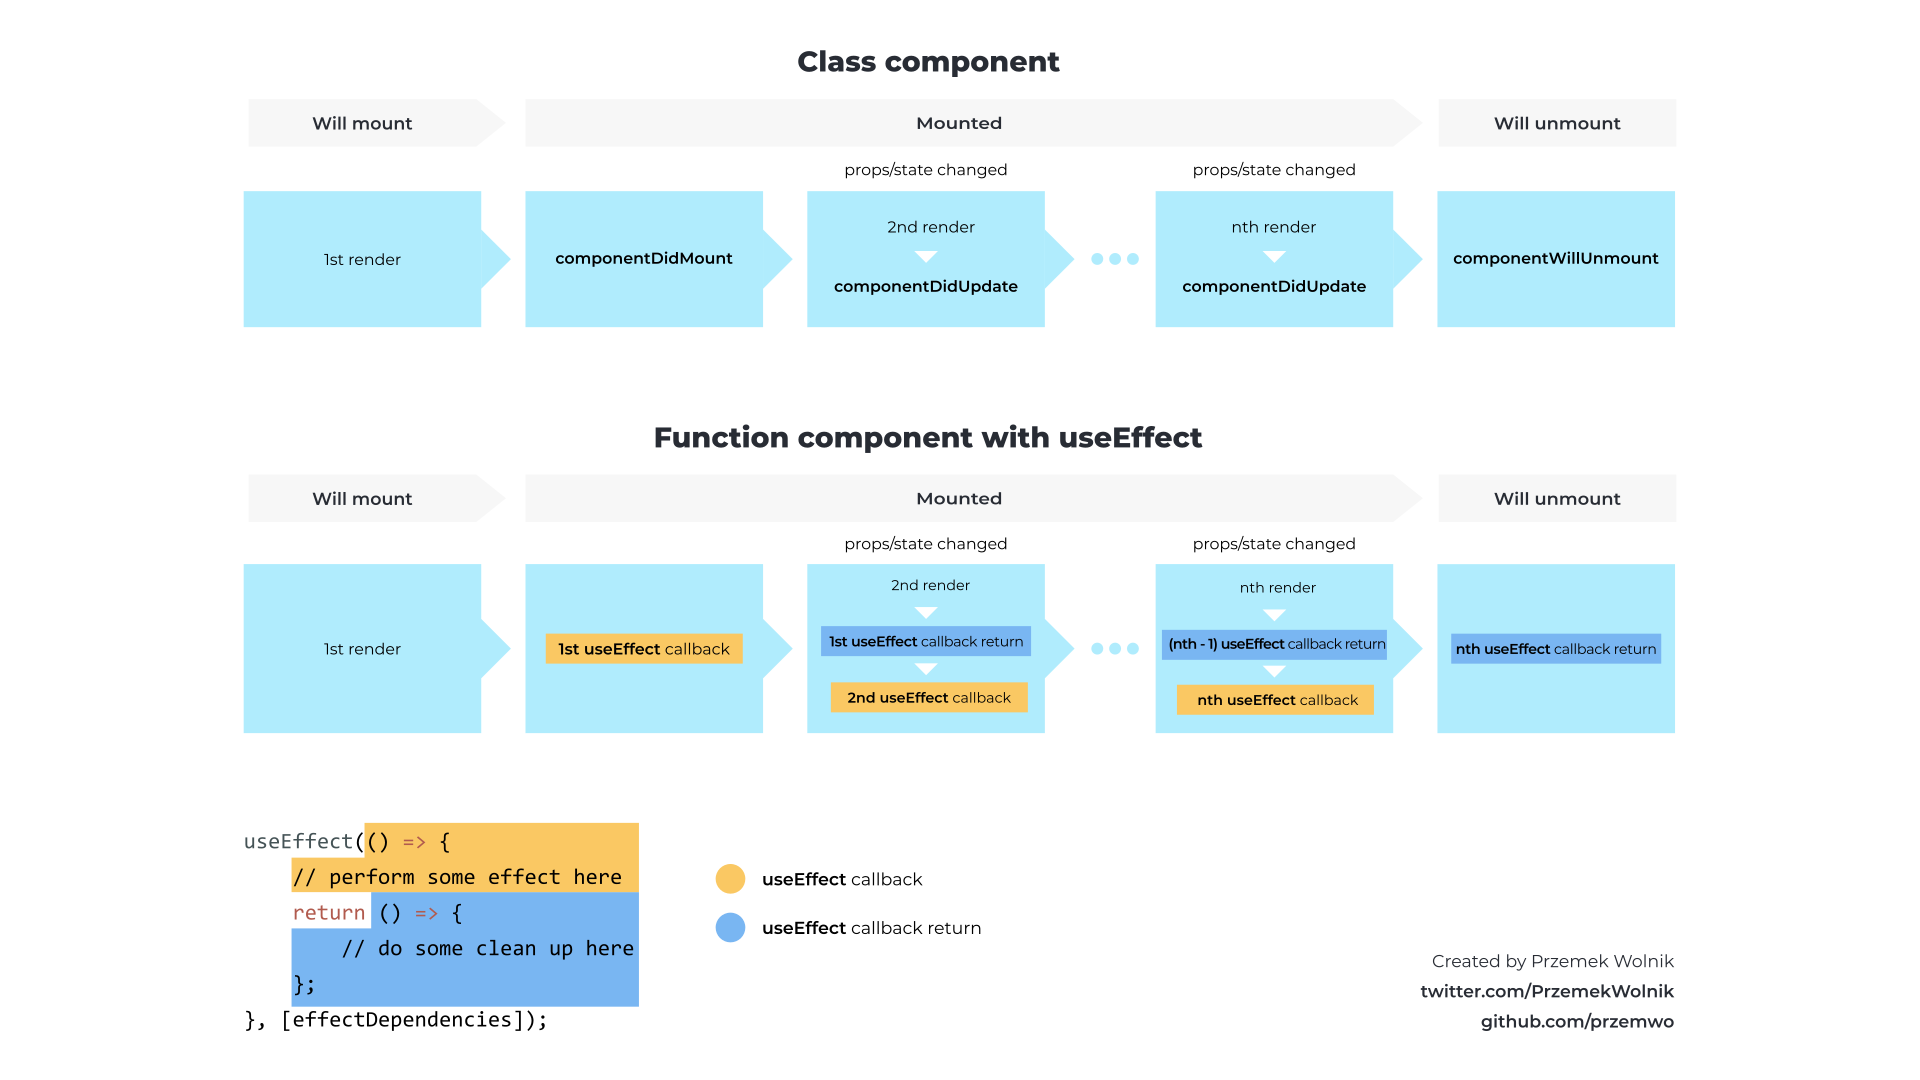 Class component
Will mount
Mounted
Will unmount
props/state changed
props/state changed
1st render
componentDidMount
2nd render
componentDidUpdate
nth render
componentDidUpdate
componentWillUnmount
Function component with useEffect
Will mount
Mounted
Will unmount
props/state changed
props/state changed
1st render
1st useEffect callback
2nd render
1st useEffect callback return
2nd useEffect callback
nth render
(nth - 1) useEffect callback return
nth useEffect callback
nth useEffect callback return
useEffect(() => {
// perform some effect here
return () => {
// do some clean up here
};
}, [effectDependencies]);
useEffect callback
useEffect callback return
Created by Przemek Wolnik
twitter.com/PrzemekWolnik
github.com/przemwo